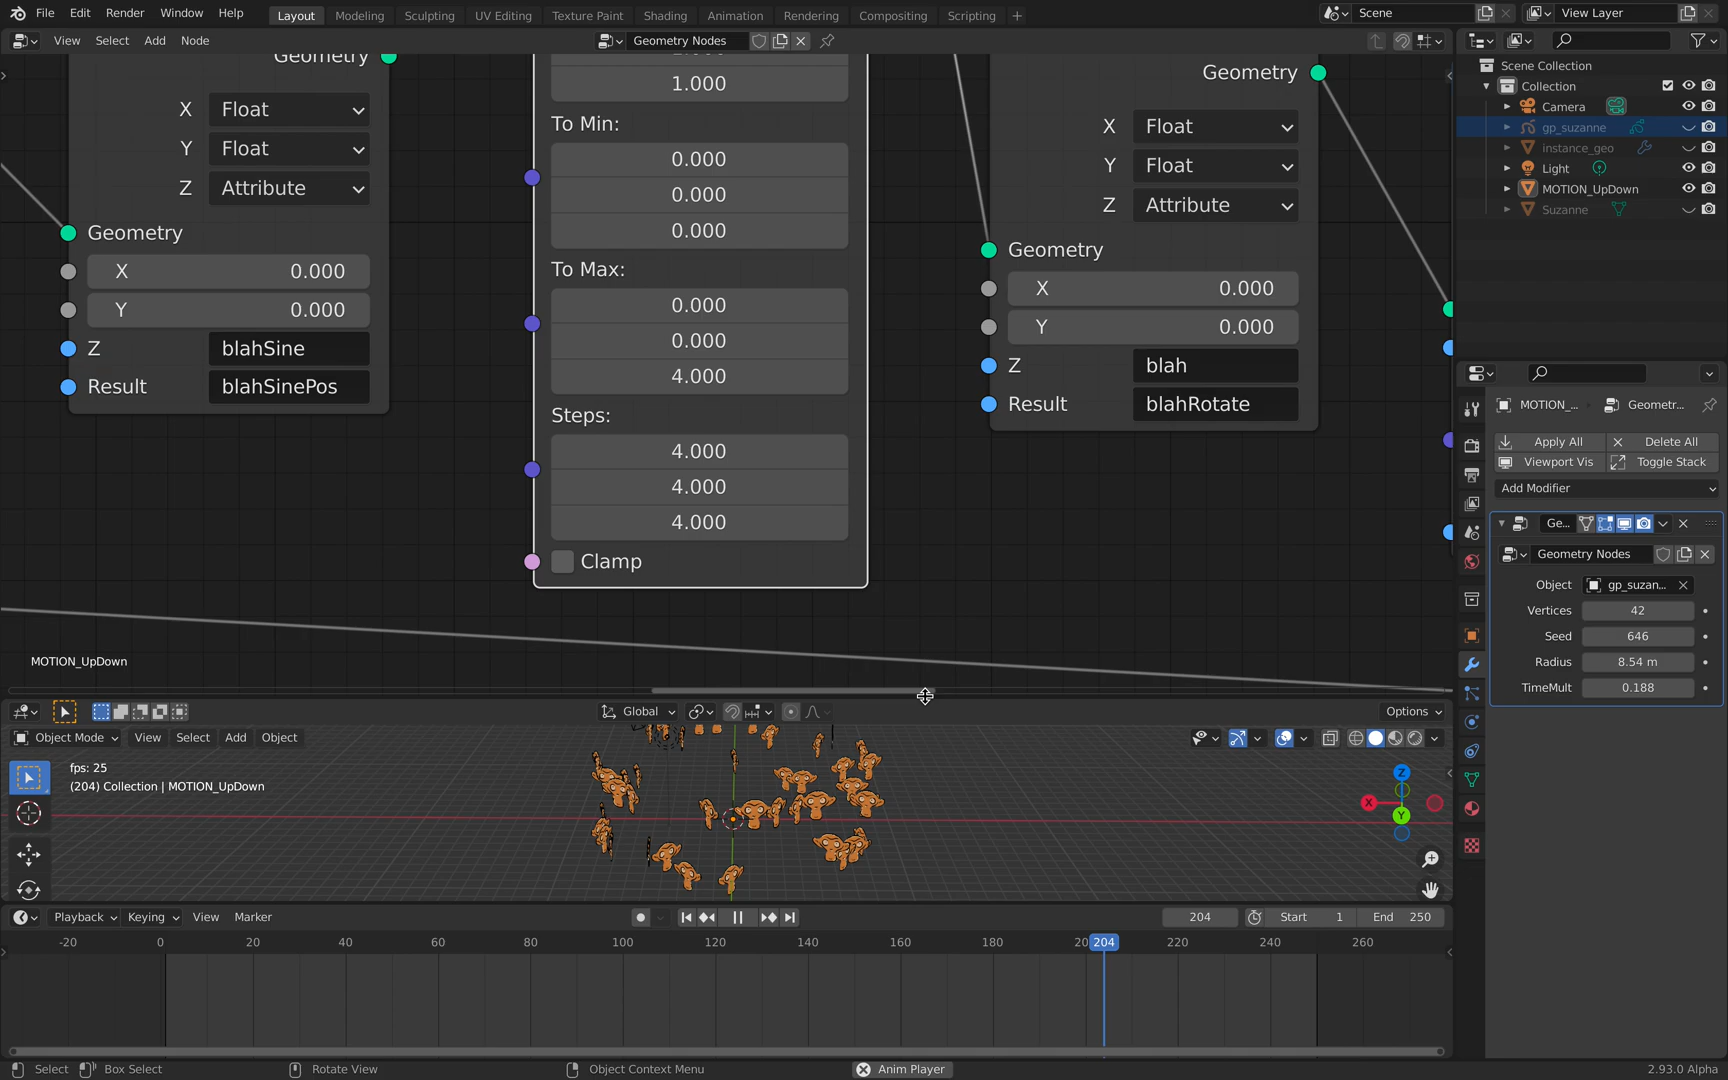 File Edit Render Window Help Layout Modeling Sculpting UV Editing Texture Paint Shading Animation Rendering Compositing Scripting + Scene View Layer
View Select Add Node Geometry Nodes
Scene Collection
Collection
Camera
gp_suzanne
instance_geo
Light
MOTION_UpDown
Suzanne
Geometry
X Float
Y Float
Z Attribute
Geometry
X 0.000
Y 0.000
Z blahSine
Result blahSinePos
1.000
To Min:
0.000
0.000
0.000
To Max:
0.000
0.000
4.000
Steps:
4.000
4.000
4.000
Clamp
Geometry
X Float
Y Float
Z Attribute
Geometry
X 0.000
Y 0.000
Z blah
Result blahRotate
MOTION_UpDown
MOTION_... Geometr...
Apply All Delete All
Viewport Vis Toggle Stack
Add Modifier
Ge...
Geometry Nodes
Object gp_suzan...
Vertices 42
Seed 646
Radius 8.54 m
TimeMult 0.188
Global Options
Object Mode View Select Add Object
fps: 25
(204) Collection | MOTION_UpDown
Z
X
Y
Playback Keying View Marker 204 Start 1 End 250
-20 0 20 40 60 80 100 120 140 160 180 20 204 220 240 260
Select Box Select Rotate View Object Context Menu Anim Player 2.93.0 Alpha